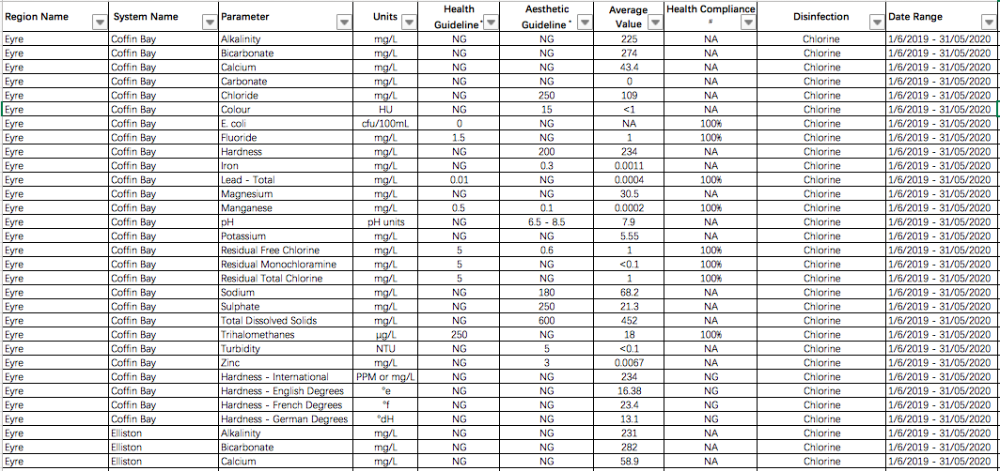 Region Name System Name Parameter Units Health Guideline* Aesthetic Guideline* Average Value Health Compliance # Disinfection Date Range
Eyre Coffin Bay Alkalinity mg/L NG NG 225 NA Chlorine 1/6/2019 - 31/05/2020
Eyre Coffin Bay Bicarbonate mg/L NG NG 274 NA Chlorine 1/6/2019 - 31/05/2020
Eyre Coffin Bay Calcium mg/L NG NG 43.4 NA Chlorine 1/6/2019 - 31/05/2020
Eyre Coffin Bay Carbonate mg/L NG NG 0 NA Chlorine 1/6/2019 - 31/05/2020
Eyre Coffin Bay Chloride mg/L NG 250 109 NA Chlorine 1/6/2019 - 31/05/2020
Eyre Coffin Bay Colour HU NG 15 <1 NA Chlorine 1/6/2019 - 31/05/2020
Eyre Coffin Bay E. coli cfu/100mL 0 NG NA 100% Chlorine 1/6/2019 - 31/05/2020
Eyre Coffin Bay Fluoride mg/L 1.5 NG 1 100% Chlorine 1/6/2019 - 31/05/2020
Eyre Coffin Bay Hardness mg/L NG 200 234 NA Chlorine 1/6/2019 - 31/05/2020
Eyre Coffin Bay Iron mg/L NG 0.3 0.0011 NA Chlorine 1/6/2019 - 31/05/2020
Eyre Coffin Bay Lead - Total mg/L 0.01 NG 0.0004 100% Chlorine 1/6/2019 - 31/05/2020
Eyre Coffin Bay Magnesium mg/L NG NG 30.5 NA Chlorine 1/6/2019 - 31/05/2020
Eyre Coffin Bay Manganese mg/L 0.5 0.1 0.0002 100% Chlorine 1/6/2019 - 31/05/2020
Eyre Coffin Bay pH pH units NG 6.5 - 8.5 7.9 NA Chlorine 1/6/2019 - 31/05/2020
Eyre Coffin Bay Potassium mg/L NG NG 5.55 NA Chlorine 1/6/2019 - 31/05/2020
Eyre Coffin Bay Residual Free Chlorine mg/L 5 0.6 1 100% Chlorine 1/6/2019 - 31/05/2020
Eyre Coffin Bay Residual Monochloramine mg/L 5 NG <0.1 100% Chlorine 1/6/2019 - 31/05/2020
Eyre Coffin Bay Residual Total Chlorine mg/L 5 NG 1 100% Chlorine 1/6/2019 - 31/05/2020
Eyre Coffin Bay Sodium mg/L NG 180 68.2 NA Chlorine 1/6/2019 - 31/05/2020
Eyre Coffin Bay Sulphate mg/L NG 250 21.3 NA Chlorine 1/6/2019 - 31/05/2020
Eyre Coffin Bay Total Dissolved Solids mg/L NG 600 452 NA Chlorine 1/6/2019 - 31/05/2020
Eyre Coffin Bay Trihalomethanes µg/L 250 NG 18 100% Chlorine 1/6/2019 - 31/05/2020
Eyre Coffin Bay Turbidity NTU NG 5 <0.1 NA Chlorine 1/6/2019 - 31/05/2020
Eyre Coffin Bay Zinc mg/L NG 3 0.0067 NA Chlorine 1/6/2019 - 31/05/2020
Eyre Coffin Bay Hardness - International PPM or mg/L NG NG 234 NG Chlorine 1/6/2019 - 31/05/2020
Eyre Coffin Bay Hardness - English Degrees °e NG NG 16.38 NG Chlorine 1/6/2019 - 31/05/2020
Eyre Coffin Bay Hardness - French Degrees °f NG NG 23.4 NG Chlorine 1/6/2019 - 31/05/2020
Eyre Coffin Bay Hardness - German Degrees °dH NG NG 13.1 NG Chlorine 1/6/2019 - 31/05/2020
Eyre Elliston Alkalinity mg/L NG NG 231 NA Chlorine 1/6/2019 - 31/05/2020
Eyre Elliston Bicarbonate mg/L NG NG 282 NA Chlorine 1/6/2019 - 31/05/2020
Eyre Elliston Calcium mg/L NG NG 58.9 NA Chlorine 1/6/2019 - 31/05/2020